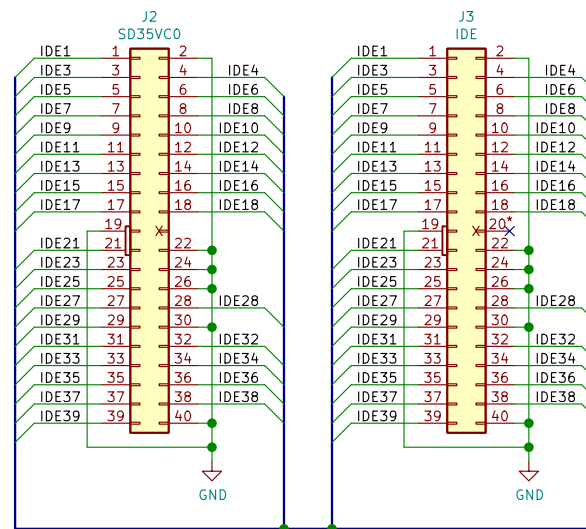 J2
SD35VC0
J3
IDE
IDE1 1 2 IDE1 1 2
IDE3 3 4 IDE4 IDE3 3 4 IDE4
IDE5 5 6 IDE6 IDE5 5 6 IDE6
IDE7 7 8 IDE8 IDE7 7 8 IDE8
IDE9 9 10 IDE10 IDE9 9 10 IDE10
IDE11 11 12 IDE12 IDE11 11 12 IDE12
IDE13 13 14 IDE14 IDE13 13 14 IDE14
IDE15 15 16 IDE16 IDE15 15 16 IDE16
IDE17 17 18 IDE18 IDE17 17 18 IDE18
19 19 20*
IDE21 21 22 IDE21 21 22
IDE23 23 24 IDE23 23 24
IDE25 25 26 IDE25 25 26
IDE27 27 28 IDE28 IDE27 27 28 IDE28
IDE29 29 30 IDE29 29 30
IDE31 31 32 IDE32 IDE31 31 32 IDE32
IDE33 33 34 IDE34 IDE33 33 34 IDE34
IDE35 35 36 IDE36 IDE35 35 36 IDE36
IDE37 37 38 IDE38 IDE37 37 38 IDE38
IDE39 39 40 IDE39 39 40
GND GND